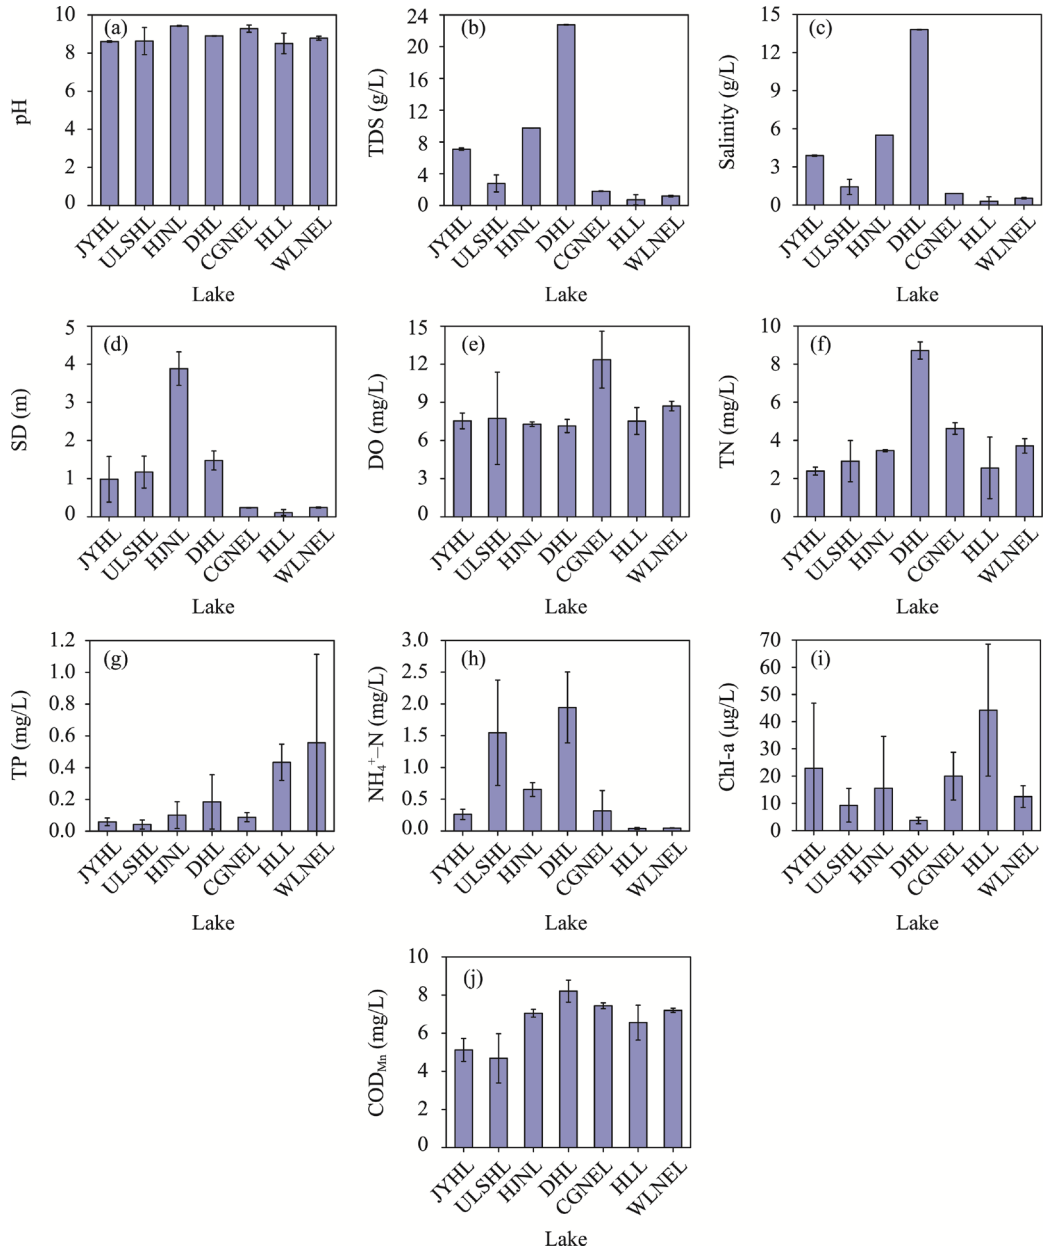 (a)
pH
10
8
6
4
2
0
JYHL
ULSHL
HJNL
DHL
CGNEL
HLL
WLNEL
Lake
(b)
TDS (g/L)
24
20
16
12
8
4
0
JYHL
ULSHL
HJNL
DHL
CGNEL
HLL
WLNEL
Lake
(c)
Salinity (g/L)
15
12
9
6
3
0
JYHL
ULSHL
HJNL
DHL
CGNEL
HLL
WLNEL
Lake
(d)
SD (m)
5
4
3
2
1
0
JYHL
ULSHL
HJNL
DHL
CGNEL
HLL
WLNEL
Lake
(e)
DO (mg/L)
15
12
9
6
3
0
JYHL
ULSHL
HJNL
DHL
CGNEL
HLL
WLNEL
Lake
(f)
TN (mg/L)
10
8
6
4
2
0
JYHL
ULSHL
HJNL
DHL
CGNEL
HLL
WLNEL
Lake
(g)
TP (mg/L)
1.2
1.0
0.8
0.6
0.4
0.2
0.0
JYHL
ULSHL
HJNL
DHL
CGNEL
HLL
WLNEL
Lake
(h)
NH₄⁺–N (mg/L)
3.0
2.5
2.0
1.5
1.0
0.5
0.0
JYHL
ULSHL
HJNL
DHL
CGNEL
HLL
WLNEL
Lake
(i)
Chl-a (μg/L)
70
60
50
40
30
20
10
0
JYHL
ULSHL
HJNL
DHL
CGNEL
HLL
WLNEL
Lake
(j)
COD_Mn (mg/L)
10
8
6
4
2
0
JYHL
ULSHL
HJNL
DHL
CGNEL
HLL
WLNEL
Lake